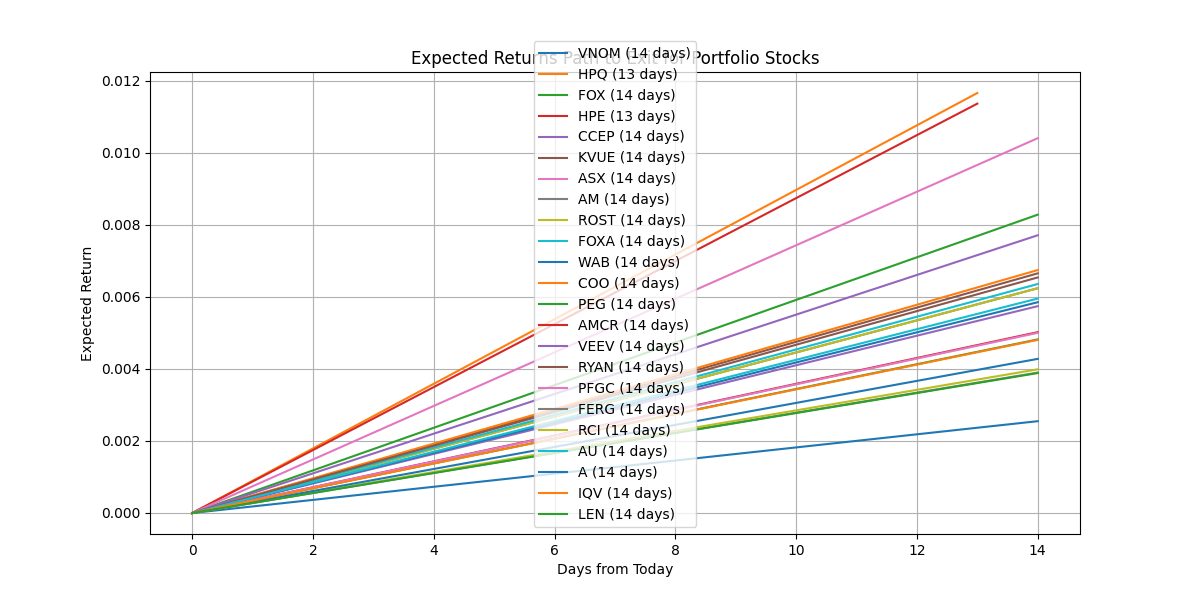 Expected Returns Path to Exit for Portfolio Stocks
Expected Return
0.012
0.010
0.008
0.006
0.004
0.002
0.000
VNOM (14 days)
HPQ (13 days)
FOX (14 days)
HPE (13 days)
CCEP (14 days)
KVUE (14 days)
ASX (14 days)
AM (14 days)
ROST (14 days)
FOXA (14 days)
WAB (14 days)
COO (14 days)
PEG (14 days)
AMCR (14 days)
VEEV (14 days)
RYAN (14 days)
PFGC (14 days)
FERG (14 days)
RCI (14 days)
AU (14 days)
A (14 days)
IQV (14 days)
LEN (14 days)
0 2 4 6 8 10 12 14
Days from Today